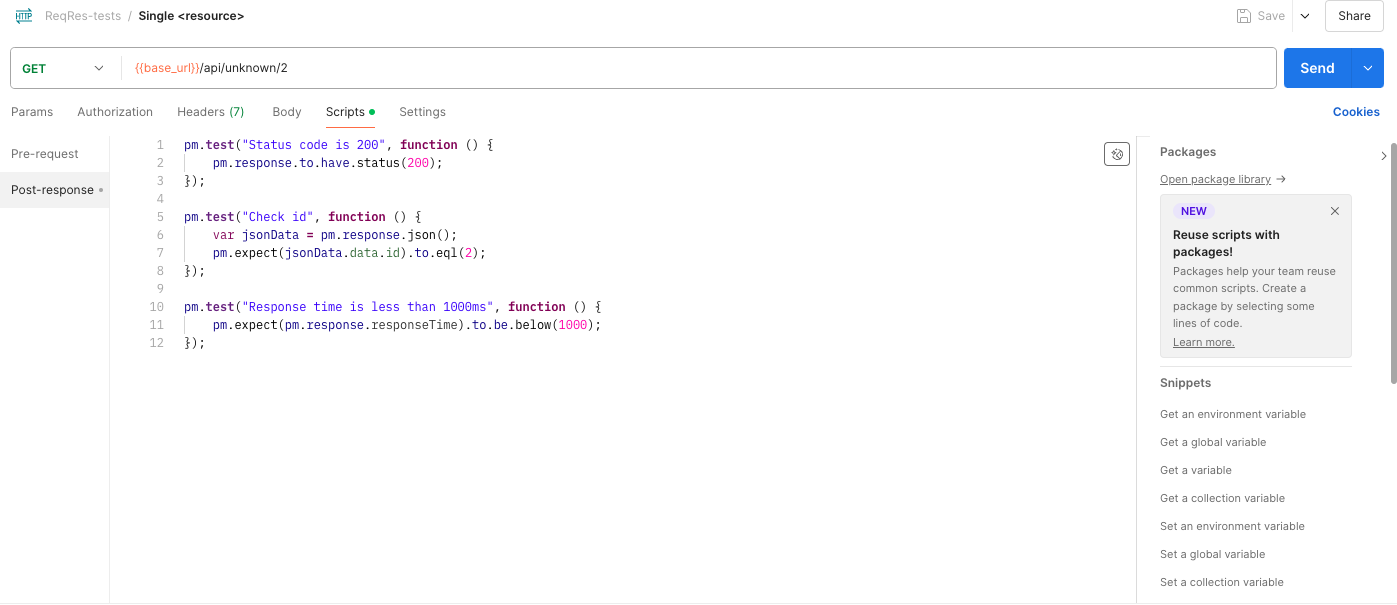 HTTP ReqRes-tests / Single <resource> Save Share
GET {{base_url}}/api/unknown/2 Send
Params Authorization Headers (7) Body Scripts Settings Cookies
Pre-request
Post-response
1 pm.test("Status code is 200", function () {
2 pm.response.to.have.status(200);
3 });
4
5 pm.test("Check id", function () {
6 var jsonData = pm.response.json();
7 pm.expect(jsonData.data.id).to.eql(2);
8 });
9
10 pm.test("Response time is less than 1000ms", function () {
11 pm.expect(pm.response.responseTime).to.be.below(1000);
12 });
Packages
Open package library →
NEW
Reuse scripts with
packages!
Packages help your team reuse
common scripts. Create a
package by selecting some
lines of code.
Learn more.
Snippets
Get an environment variable
Get a global variable
Get a variable
Get a collection variable
Set an environment variable
Set a global variable
Set a collection variable